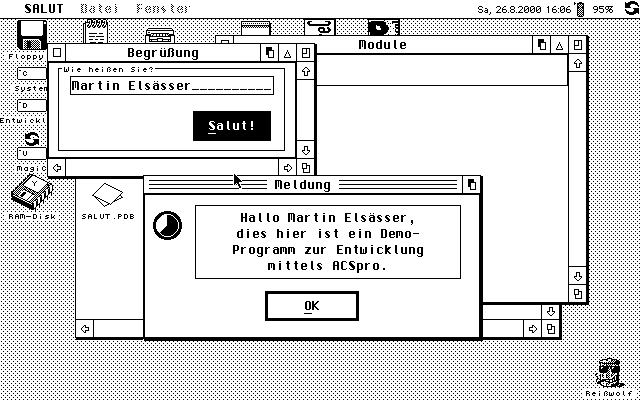 SALUT Datei Fenster Sa, 26.8.2000 16:06 95%
Floppy
C
System
D
U
Magic
RAM-Disk
Begrüßung
Wie heißen Sie?
Martin Elsässer__________
Salut!
Module
SALUT.PDB
Meldung
Hallo Martin Elsässer,
dies hier ist ein Demo-
Programm zur Entwicklung
mittels ACSpro.
OK
Reißwolf